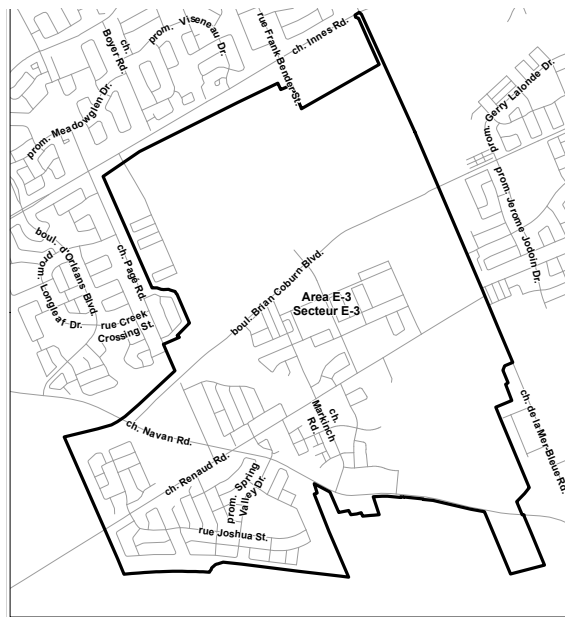 prom. Viseneau Dr.
ch.
Boyer Rd.
rue Frank Bender St.
ch. Innes Rd.
prom. Meadowglen Dr.
Gerry Lalonde Dr.
prom.
prom. Jerome Jodoin Dr.
boul. d'Orléans Blvd.
prom.
Longleaf Dr.
ch. Pagé Rd.
rue Creek
Crossing St.
boul. Brian Coburn Blvd.
Area E-3
Secteur E-3
ch.
Markinch
Rd
ch. de la Mer-Bleue Rd.
ch. Navan Rd.
ch. Renaud Rd.
prom. Spring
Valley Dr.
rue Joshua St.